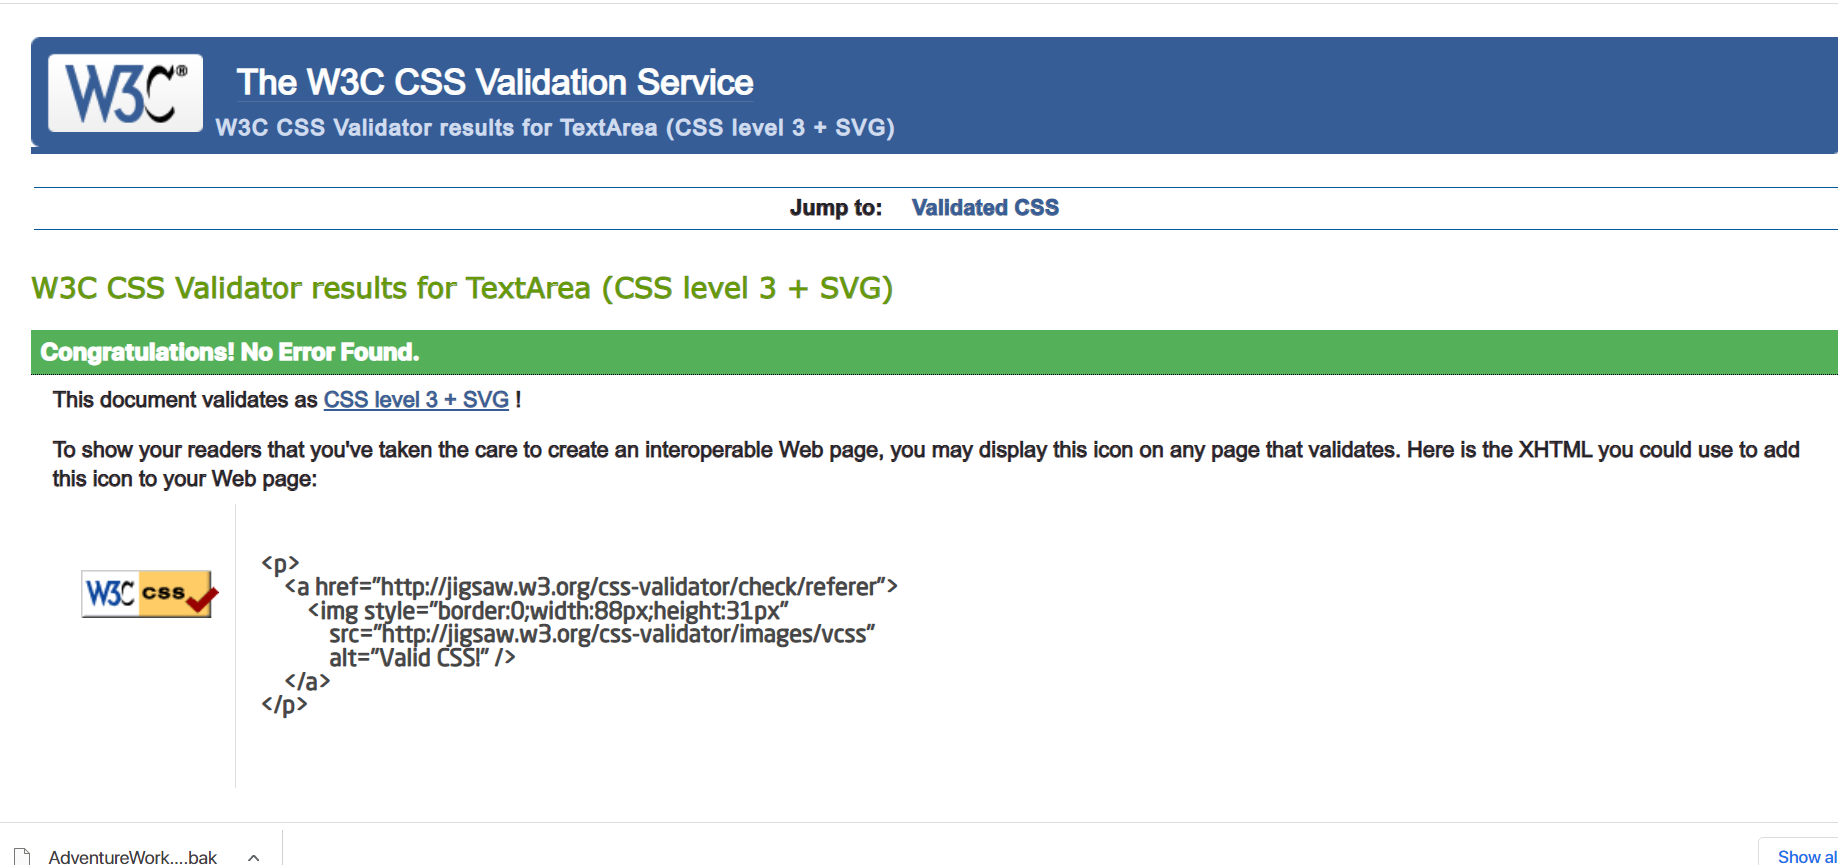 W3C®
The W3C CSS Validation Service
W3C CSS Validator results for TextArea (CSS level 3 + SVG)
Jump to: Validated CSS
W3C CSS Validator results for TextArea (CSS level 3 + SVG)
Congratulations! No Error Found.
This document validates as CSS level 3 + SVG !
To show your readers that you've taken the care to create an interoperable Web page, you may display this icon on any page that validates. Here is the XHTML you could use to add
this icon to your Web page:
W3C CSS
<p>
<a href="http://jigsaw.w3.org/css-validator/check/referer">
<img style="border:0;width:88px;height:31px"
src="http://jigsaw.w3.org/css-validator/images/vcss"
alt="Valid CSS!" />
</a>
</p>
AdventureWork....bak
Show al